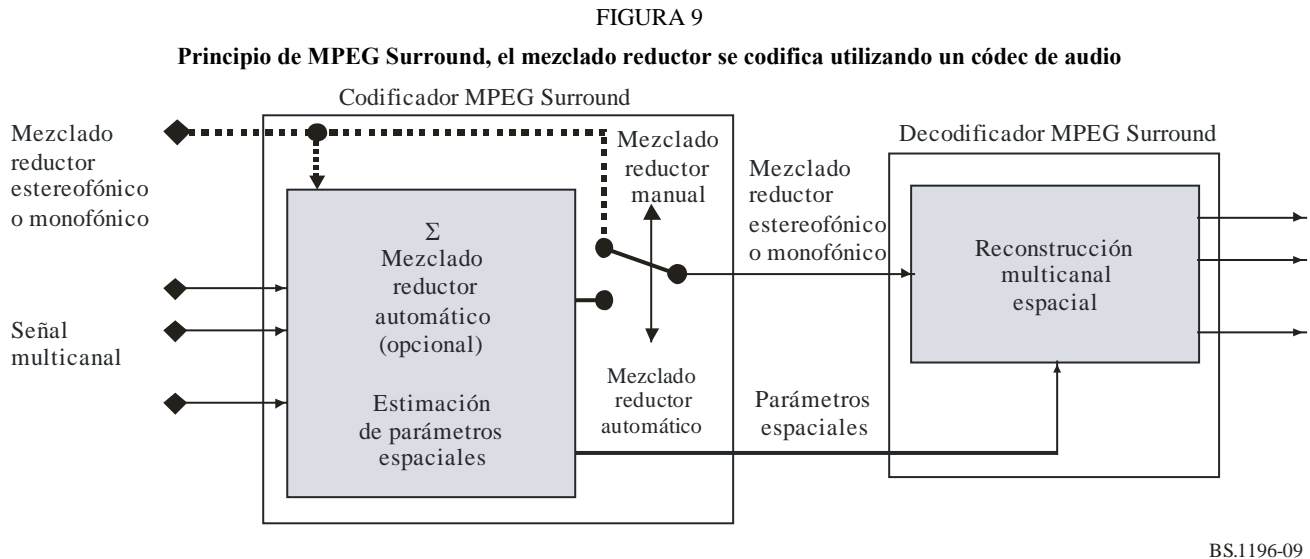 FIGURA 9
Principio de MPEG Surround, el mezclado reductor se codifica utilizando un códec de audio
Codificador MPEG Surround
Mezclado
reductor
estereofónico
o monofónico
Señal
multicanal
Σ
Mezclado
reductor
automático
(opcional)
Estimación
de parámetros
espaciales
Mezclado
reductor
manual
Mezclado
reductor
automático
Mezclado
reductor
estereofónico
o monofónico
Parámetros
espaciales
Decodificador MPEG Surround
Reconstrucción
multicanal
espacial
BS.1196-09